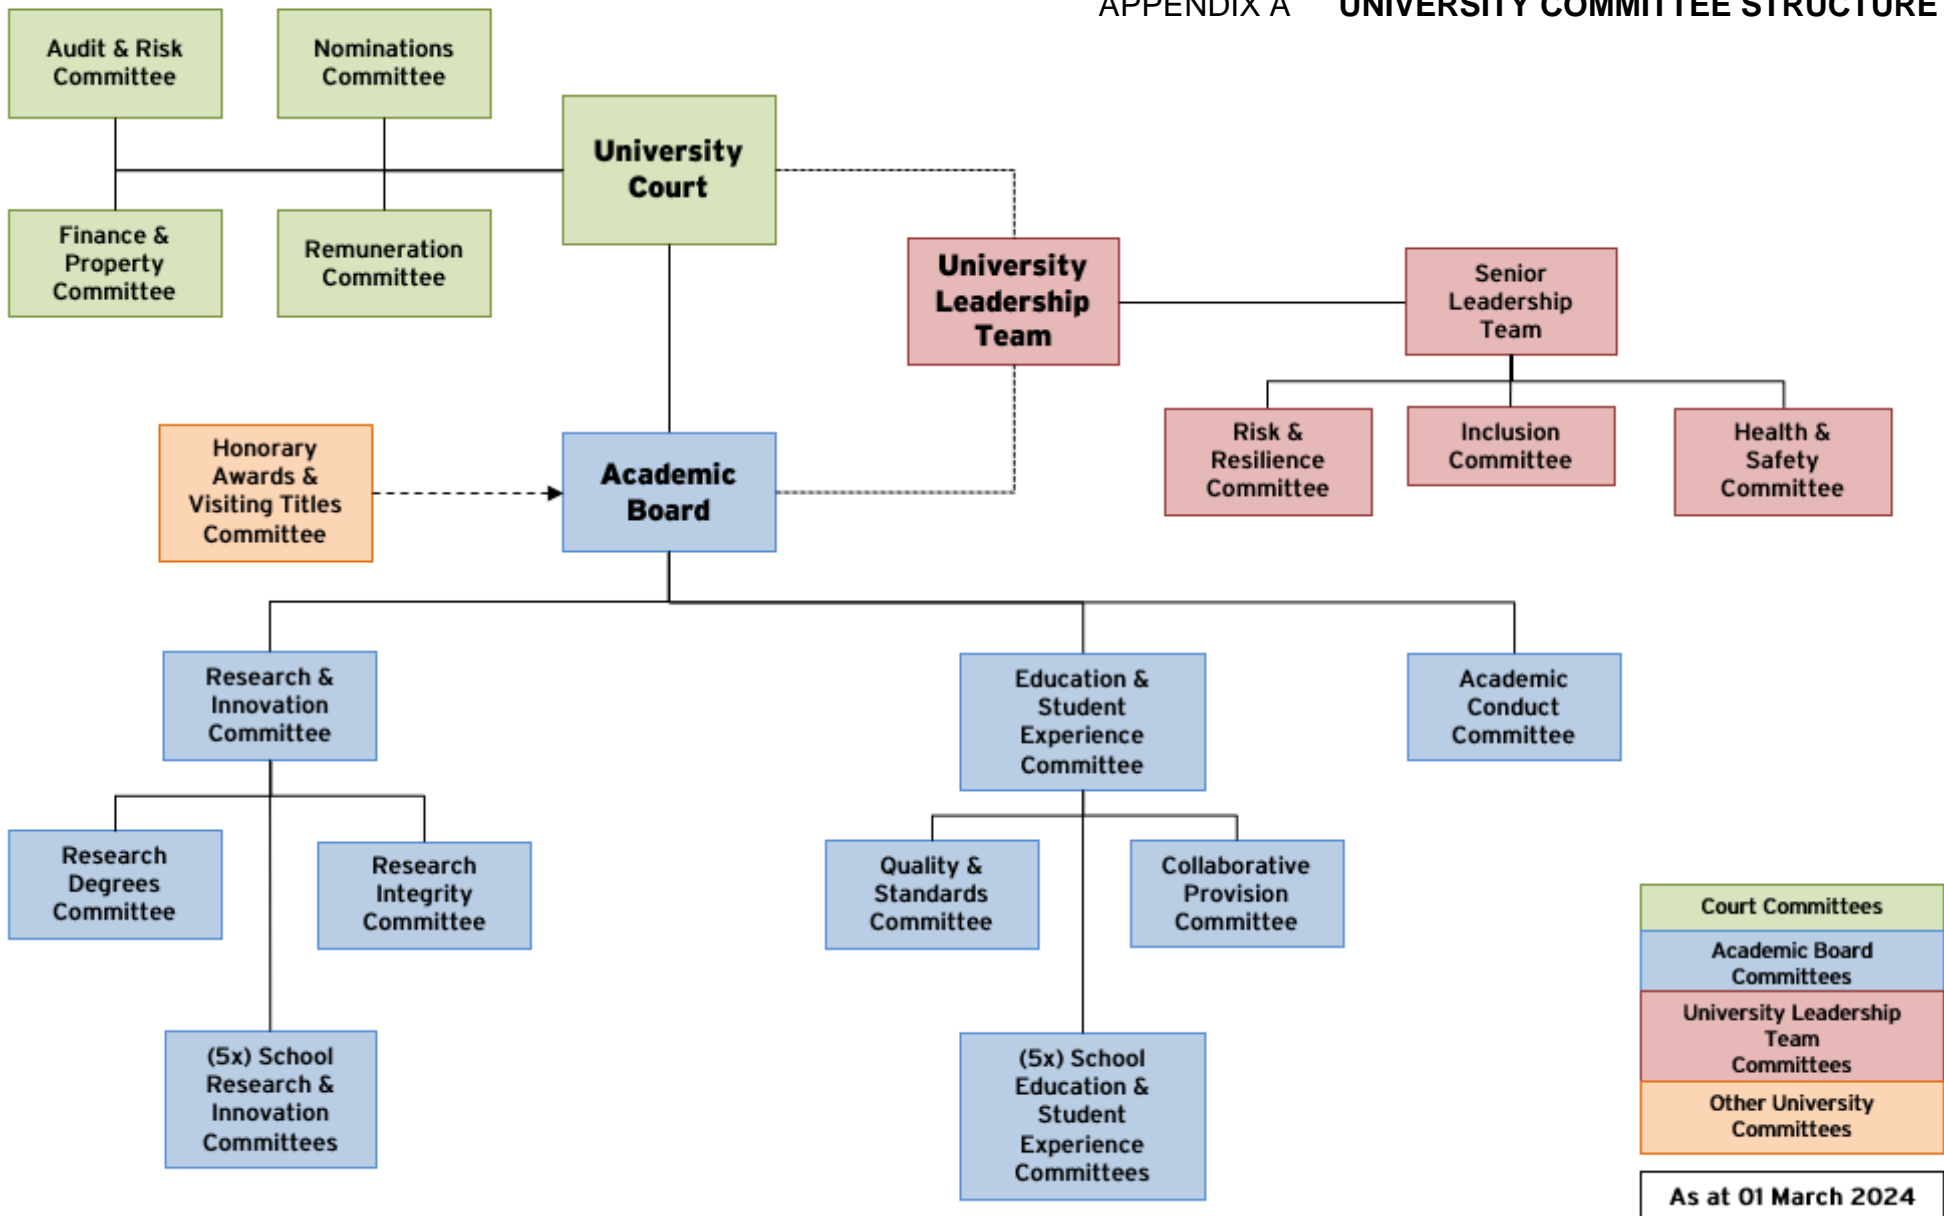 APPENDIX A UNIVERSITY COMMITTEE STRUCTURE
Audit & Risk
Committee
Nominations
Committee
University
Court
Finance &
Property
Committee
Remuneration
Committee
University
Leadership
Team
Senior
Leadership
Team
Risk &
Resilience
Committee
Inclusion
Committee
Health &
Safety
Committee
Honorary
Awards &
Visiting Titles
Committee
Academic
Board
Research &
Innovation
Committee
Education &
Student
Experience
Committee
Academic
Conduct
Committee
Research
Degrees
Committee
Research
Integrity
Committee
Quality &
Standards
Committee
Collaborative
Provision
Committee
(5x) School
Research &
Innovation
Committees
(5x) School
Education &
Student
Experience
Committees
Court Committees
Academic Board
Committees
University Leadership
Team
Committees
Other University
Committees
As at 01 March 2024